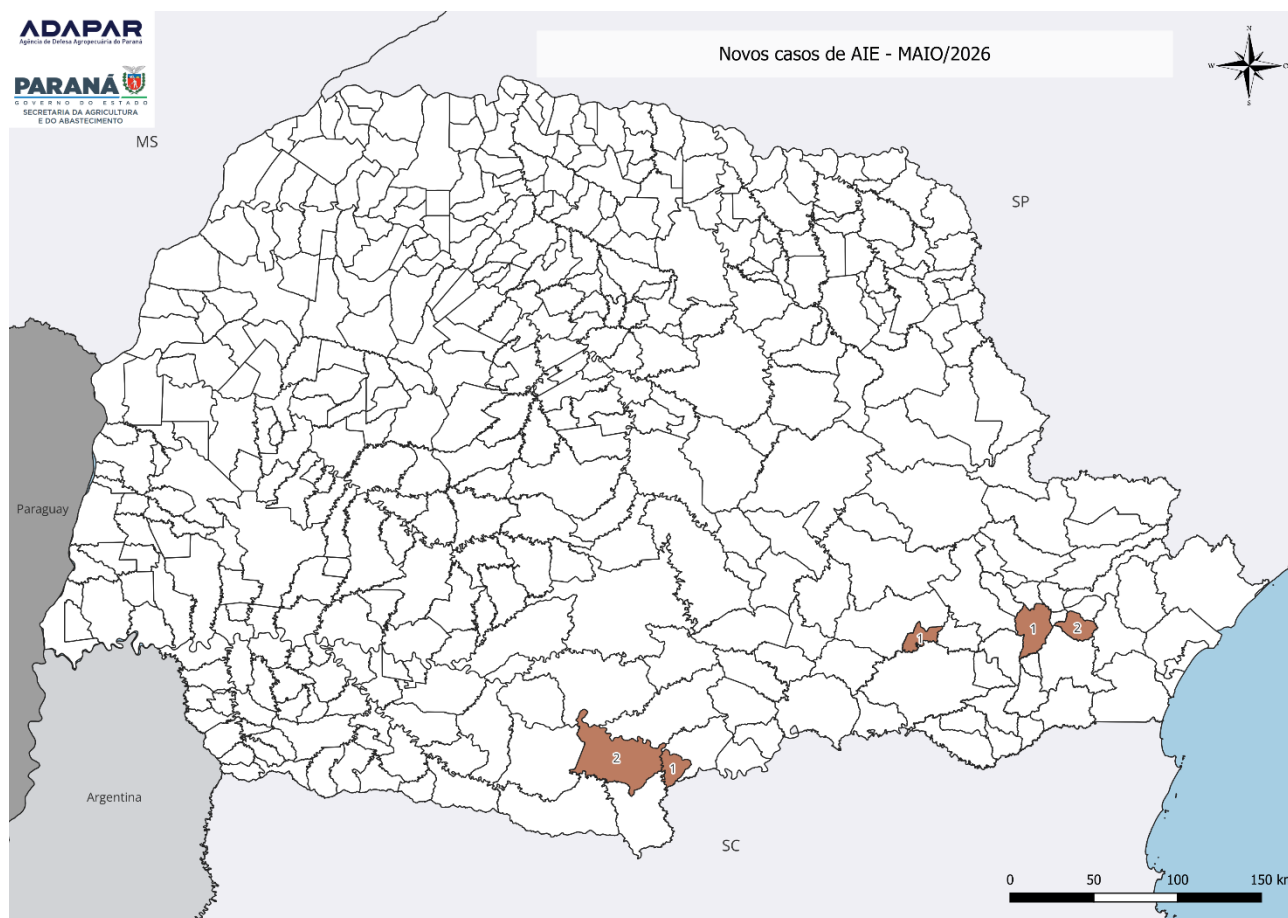 ADAPAR
Agência de Defesa Agropecuária do Paraná
PARANÁ
GOVERNO DO ESTADO
SECRETARIA DA AGRICULTURA
E DO ABASTECIMENTO
Novos casos de AIE - MAIO/2026
N
W
O
S
MS
SP
Paraguay
1
1
2
2
1
Argentina
SC
0 50 100 150 km